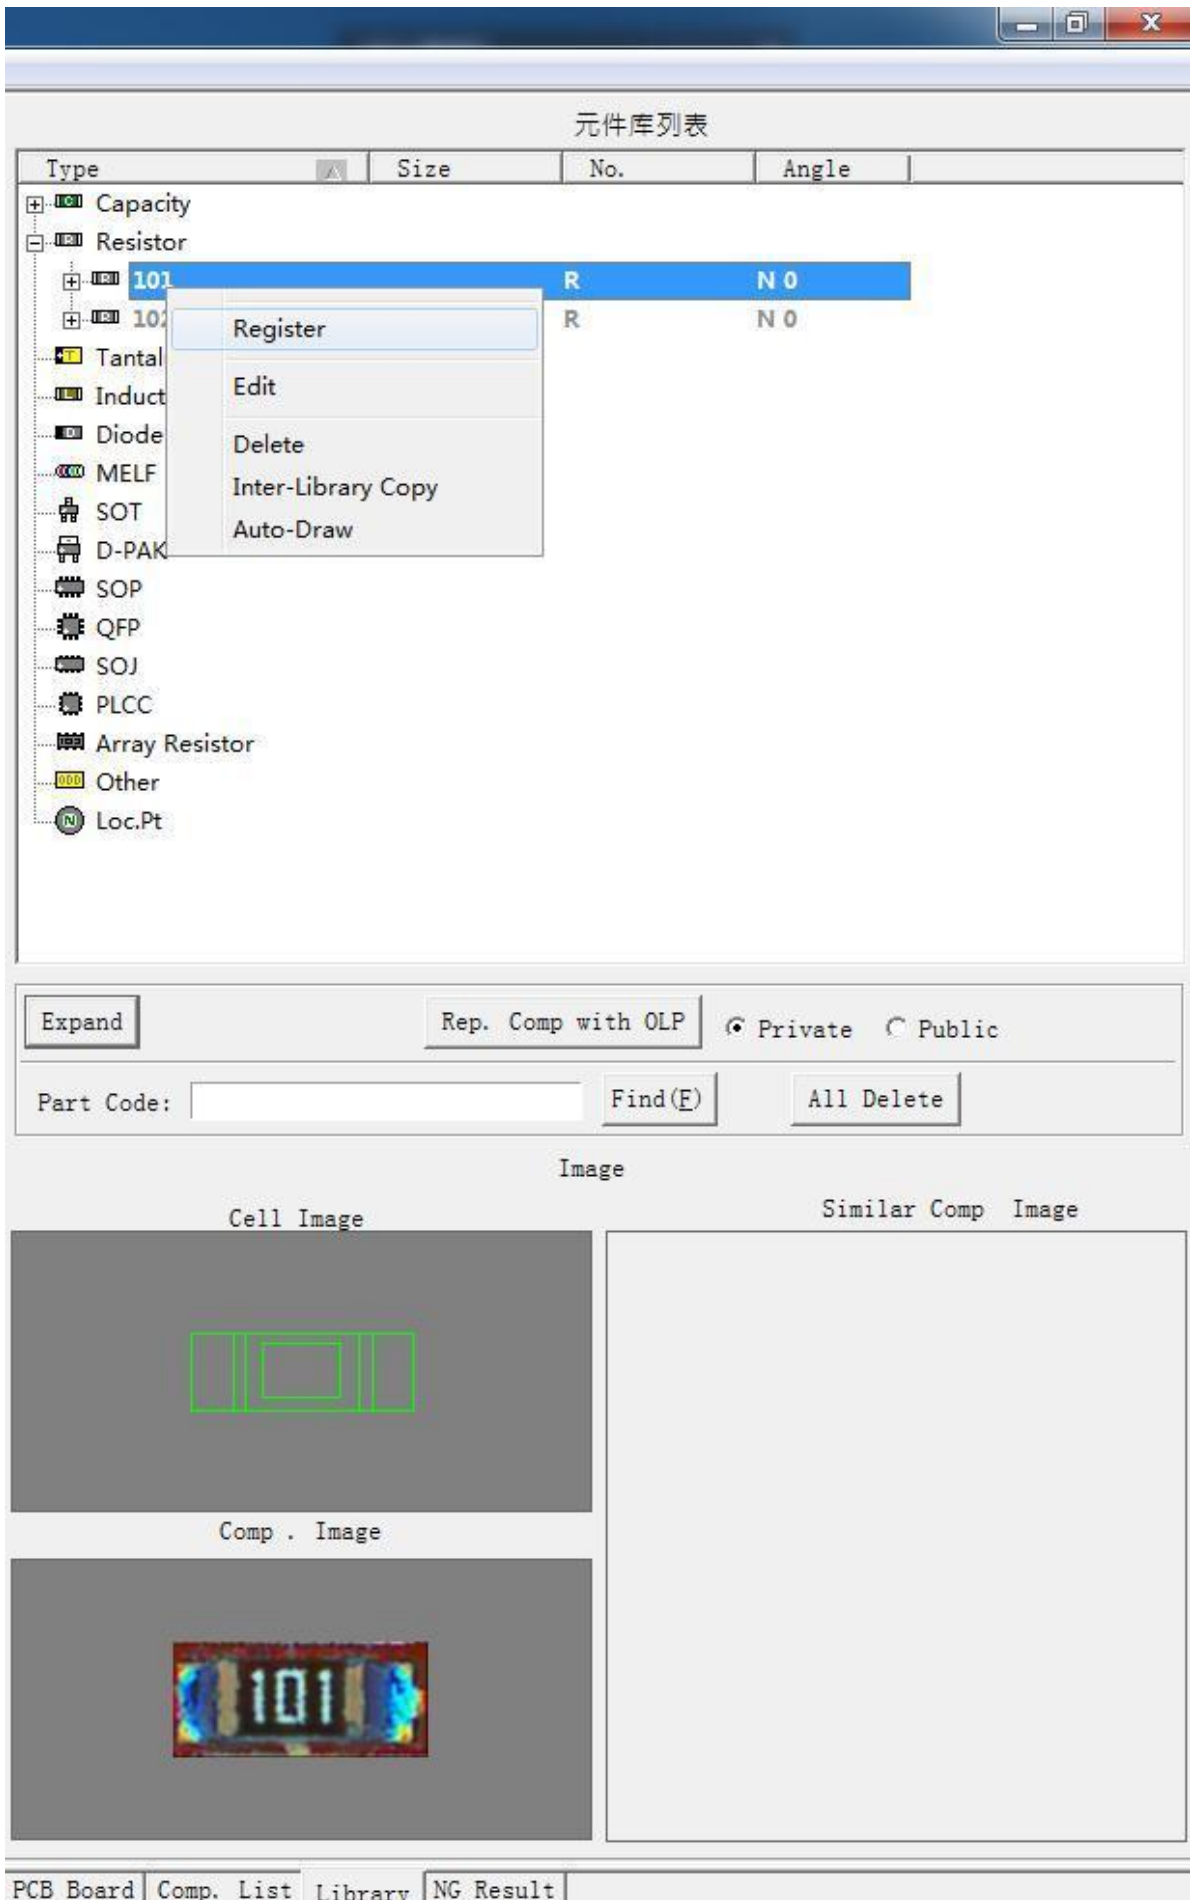 元件库列表
Type Size No. Angle
Capacity
Resistor
101 R N 0
R N 0
Register
Edit
Delete
Inter-Library Copy
Auto-Draw
MELF
SOT
D-PAK
SOP
QFP
SOJ
PLCC
Array Resistor
Other
Loc.Pt
Tantal
Induct
Diode
Expand Rep. Comp with OLP Private Public
Part Code: Find(F) All Delete
Image
Cell Image Similar Comp Image
Comp . Image
101
PCB Board Comp. List Library NG Result